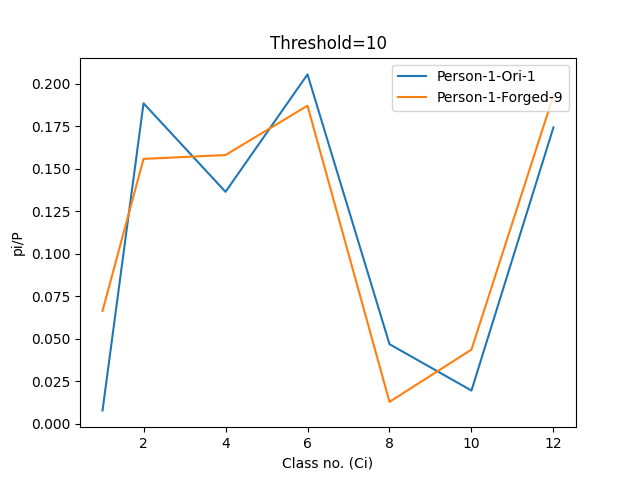 Threshold=10
Person-1-Ori-1
Person-1-Forged-9
0.200
0.175
0.150
0.125
0.100
0.075
0.050
0.025
0.000
pi/P
2 4 6 8 10 12
Class no. (Ci)